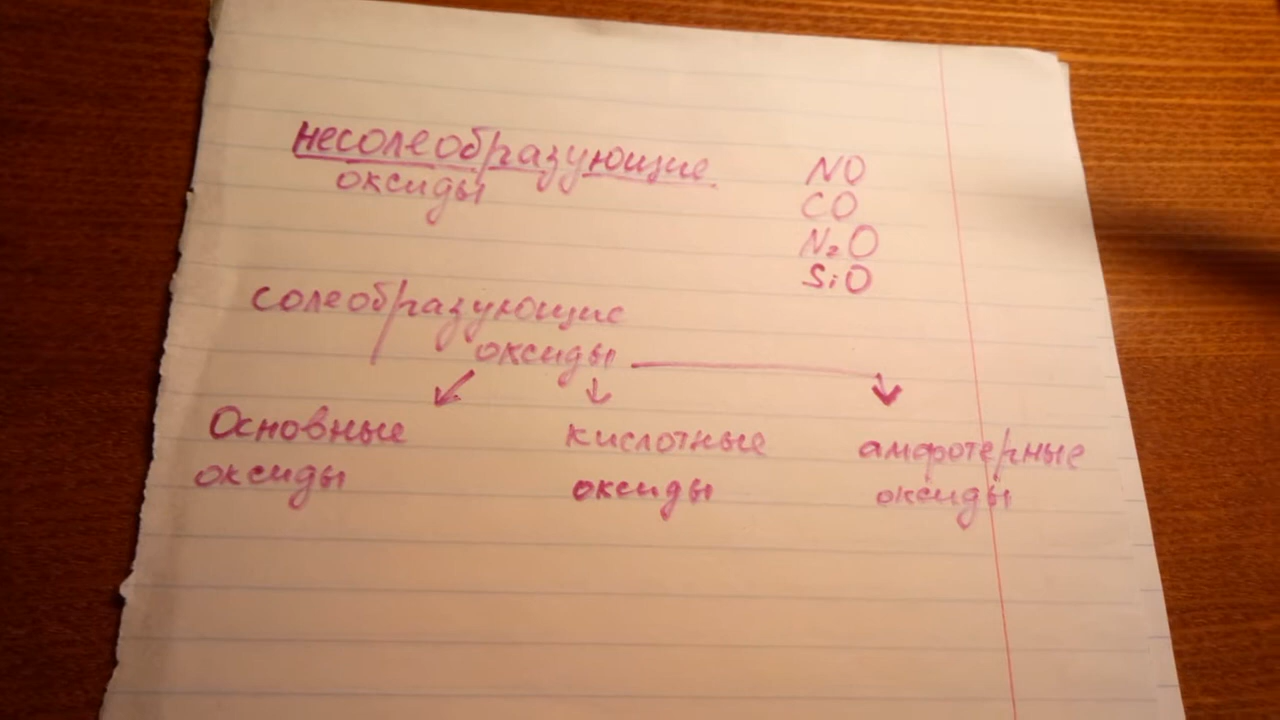 несолеобразующие
оксиды
NO
CO
N₂O
SiO
солеобразующие
оксиды
Основные
оксиды
кислотные
оксиды
амфотерные
оксиды